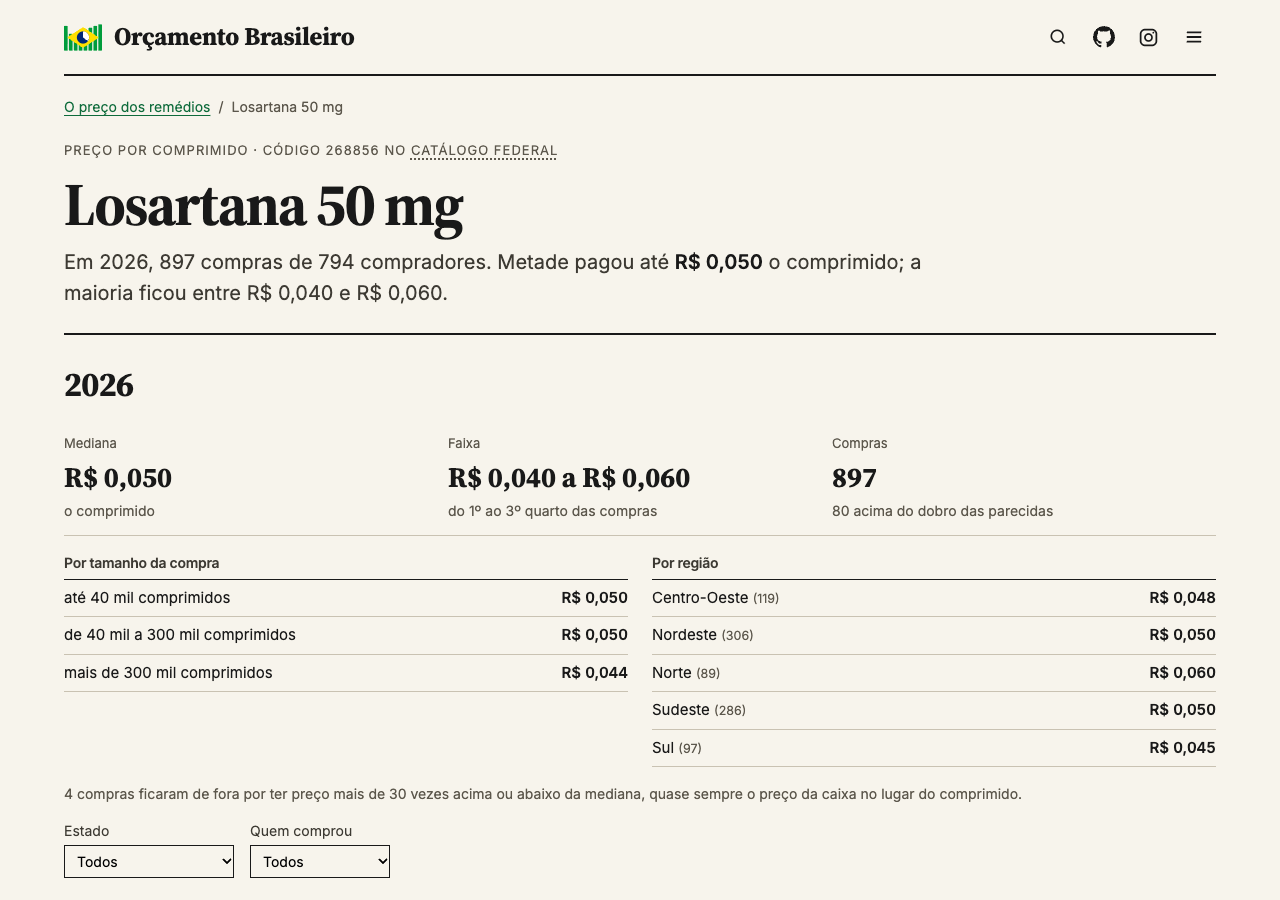 Orçamento Brasileiro
O preço dos remédios / Losartana 50 mg
PREÇO POR COMPRIMIDO · CÓDIGO 268856 NO CATÁLOGO FEDERAL
Losartana 50 mg
Em 2026, 897 compras de 794 compradores. Metade pagou até R$ 0,050 o comprimido; a
maioria ficou entre R$ 0,040 e R$ 0,060.
2026
Mediana
R$ 0,050
o comprimido
Faixa
R$ 0,040 a R$ 0,060
do 1º ao 3º quarto das compras
Compras
897
80 acima do dobro das parecidas
Por tamanho da compra
até 40 mil comprimidos R$ 0,050
de 40 mil a 300 mil comprimidos R$ 0,050
mais de 300 mil comprimidos R$ 0,044
Por região
Centro-Oeste (119) R$ 0,048
Nordeste (306) R$ 0,050
Norte (89) R$ 0,060
Sudeste (286) R$ 0,050
Sul (97) R$ 0,045
4 compras ficaram de fora por ter preço mais de 30 vezes acima ou abaixo da mediana, quase sempre o preço da caixa no lugar do comprimido.
Estado
Todos
Quem comprou
Todos